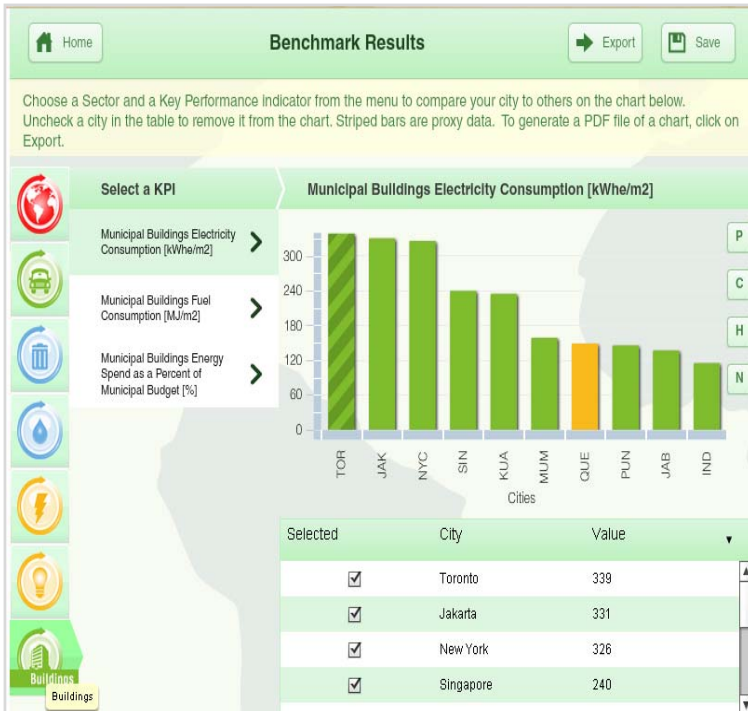 Home
Benchmark Results
Export
Save
Choose a Sector and a Key Performance indicator from the menu to compare your city to others on the chart below.
Uncheck a city in the table to remove it from the chart. Striped bars are proxy data. To generate a PDF file of a chart, click on
Export.
Select a KPI
Municipal Buildings Electricity Consumption [kWhe/m2]
Municipal Buildings Electricity
Consumption [kWhe/m2]
Municipal Buildings Fuel
Consumption [MJ/m2]
Municipal Buildings Energy
Spend as a Percent of
Municipal Budget [%]
300
240
180
120
60
0
TOR
JAK
NYC
SIN
KUA
MUM
QUE
PUN
JAB
IND
Cities
P
C
H
N
Selected City Value
Toronto 339
Jakarta 331
New York 326
Singapore 240
Buildings
Buildings